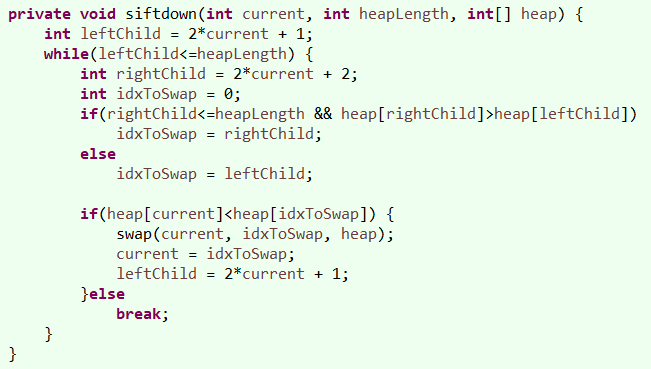 private void siftdown(int current, int heapLength, int[] heap) {
    int leftChild = 2*current + 1;
    while(leftChild<=heapLength) {
        int rightChild = 2*current + 2;
        int idxToSwap = 0;
        if(rightChild<=heapLength && heap[rightChild]>heap[leftChild])
            idxToSwap = rightChild;
        else
            idxToSwap = leftChild;

        if(heap[current]<heap[idxToSwap]) {
            swap(current, idxToSwap, heap);
            current = idxToSwap;
            leftChild = 2*current + 1;
        }else
            break;
    }
}